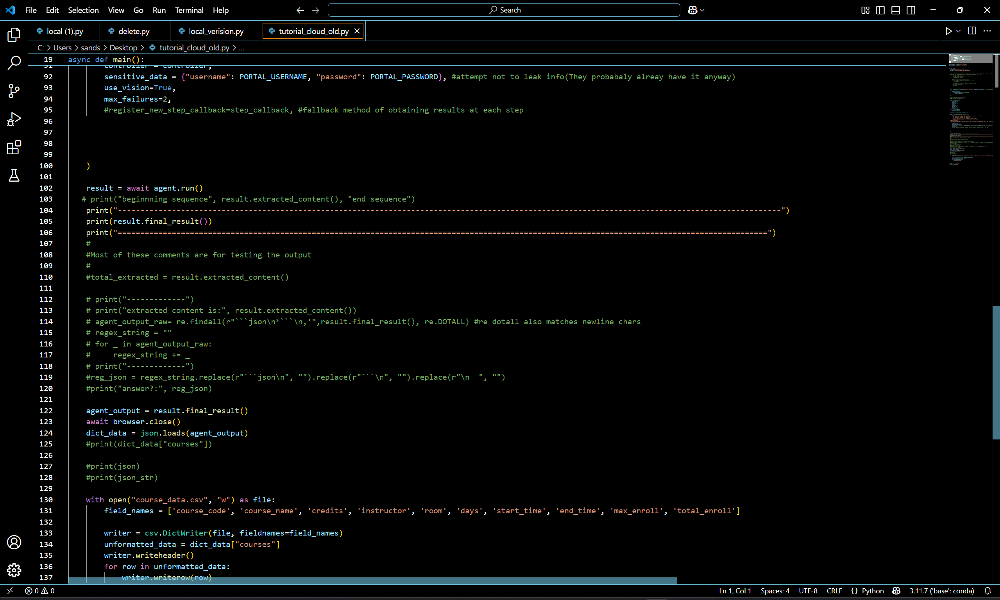 File Edit Selection View Go Run Terminal Help Search
local (1).py delete.py local_verision.py tutorial_cloud_old.py
C: > Users > sands > Desktop > tutorial_cloud_old.py > ...
19 async def main():
91 controller = controller,
92 sensitive_data = {"username": PORTAL_USERNAME, "password": PORTAL_PASSWORD}, #attempt not to leak info(They probabaly alreay have it anyway)
93 use_vision=True,
94 max_failures=2,
95 #register_new_step_callback=step_callback, #fallback method of obtaining results at each step
96
97
98
99
100 )
101
102 result = await agent.run()
103 # print("beginnning sequence", result.extracted_content(), "end sequence")
104 print("---------------------------------------------------------------------------------------------------------------------------------------------------")
105 print(result.final_result())
106 print("================================================================================================================================================")
107 #
108 #Most of these comments are for testing the output
109 #
110 #total_extracted = result.extracted_content()
111
112 # print("-------------")
113 # print("extracted content is:", result.extracted_content())
114 # agent_output_raw= re.findall(r"```json\n*```\n,'",result.final_result(), re.DOTALL) #re dotall also matches newline chars
115 # regex_string = ""
116 # for _ in agent_output_raw:
117 #     regex_string += _
118 # print("-------------")
119 #reg_json = regex_string.replace(r"```json\n", "").replace(r"```\n", "").replace(r"\n  ", "")
120 #print("answer?:", reg_json)
121
122 agent_output = result.final_result()
123 await browser.close()
124 dict_data = json.loads(agent_output)
125 #print(dict_data["courses"])
126
127 #print(json)
128 #print(json_str)
129
130 with open("course_data.csv", "w") as file:
131 field_names = ['course_code', 'course_name', 'credits', 'instructor', 'room', 'days', 'start_time', 'end_time', 'max_enroll', 'total_enroll']
132
133 writer = csv.DictWriter(file, fieldnames=field_names)
134 unformatted_data = dict_data["courses"]
135 writer.writeheader()
136 for row in unformatted_data:
137 writer.writerow(row)
0 0 Ln 1, Col 1 Spaces: 4 UTF-8 CRLF {} Python 3.11.7 ('base': conda)